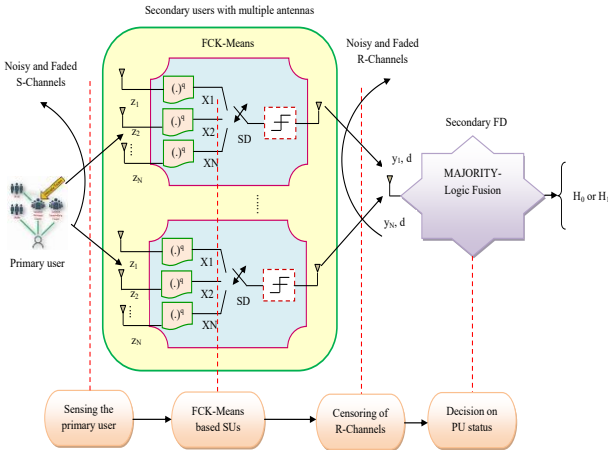 Secondary users with multiple antennas
Noisy and Faded
S-Channels
FCK-Means
Noisy and Faded
R-Channels
z1
(.)q
X1
z2
(.)q
X2
zN
(.)q
XN
SD
y1, d
Secondary FD
MAJORITY-
Logic Fusion
yN, d
H0 or H1
Primary user
z1
(.)q
X1
z2
(.)q
X2
zN
(.)q
XN
SD
Sensing the
primary user
FCK-Means
based SUs
Censoring of
R-Channels
Decision on
PU status